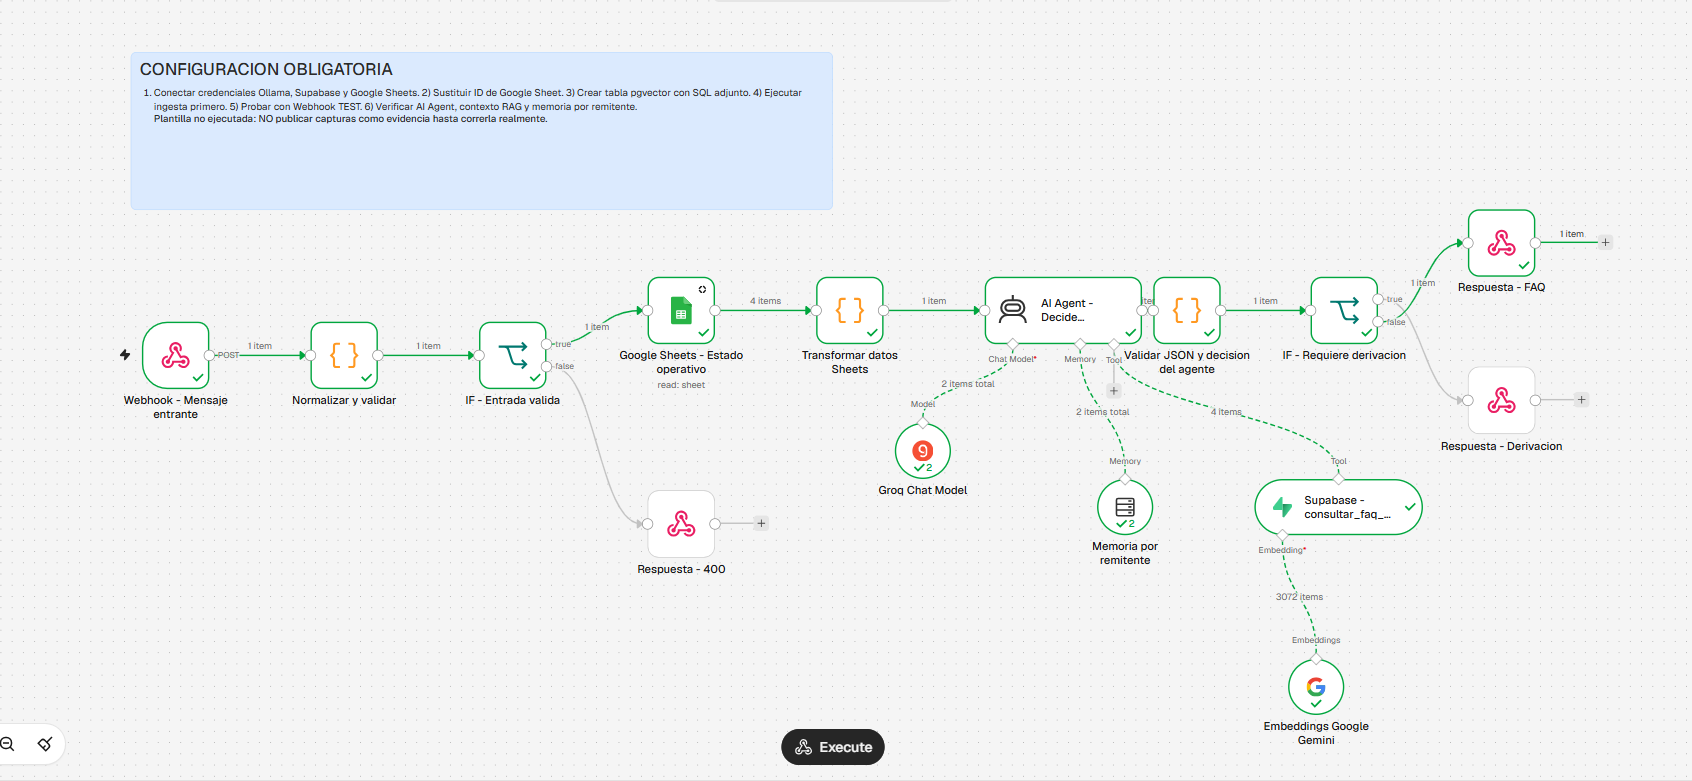 CONFIGURACION OBLIGATORIA
1. Conectar credenciales Ollama, Supabase y Google Sheets. 2) Sustituir ID de Google Sheet. 3) Crear tabla pgvector con SQL adjunto. 4) Ejecutar
ingesta primero. 5) Probar con Webhook TEST. 6) Verificar AI Agent, contexto RAG y memoria por remitente.
Plantilla no ejecutada: NO publicar capturas como evidencia hasta correrla realmente.
POST
1 item
Webhook - Mensaje
entrante
1 item
Normalizar y validar
true
false
IF - Entrada valida
1 item
Google Sheets - Estado
operativo
read: sheet
Respuesta - 400
4 items
Transformar datos
Sheets
1 item
AI Agent -
Decide...
Chat Model*
Memory
Tool
2 items total
Model
Groq Chat Model
2
2 items total
Memory
2
Memoria por
remitente
4 items
Tool
Supabase -
consultar_faq_...
Embedding*
3072 items
Embeddings
Embeddings Google
Gemini
Validar JSON y decision
del agente
1 item
true
false
IF - Requiere derivacion
1 item
Respuesta - FAQ
1 item
Respuesta - Derivacion
Execute